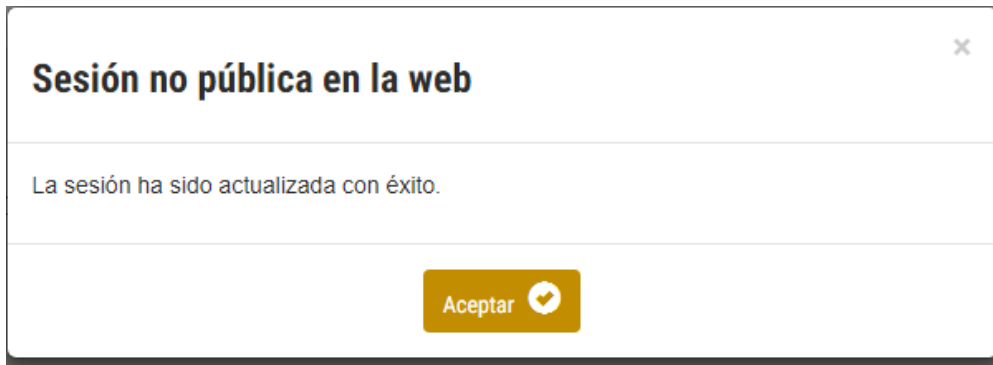 ×
Sesión no pública en la web
La sesión ha sido actualizada con éxito.
Aceptar